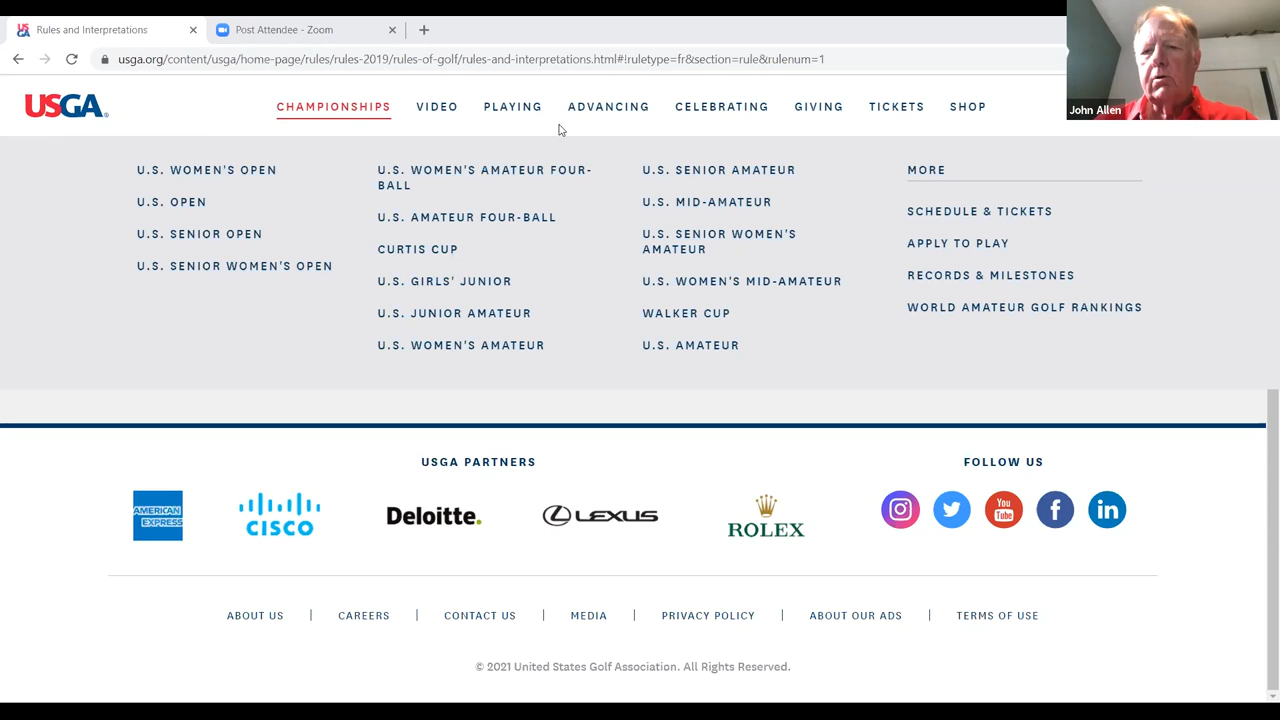 Rules and Interpretations
Post Attendee - Zoom
usga.org/content/usga/home-page/rules/rules-2019/rules-of-golf/rules-and-interpretations.html#!ruletype=fr&section=rule&rulenum=1
John Allen
USGA
CHAMPIONSHIPS VIDEO PLAYING ADVANCING CELEBRATING GIVING TICKETS SHOP
U.S. WOMEN'S OPEN
U.S. OPEN
U.S. SENIOR OPEN
U.S. SENIOR WOMEN'S OPEN
U.S. WOMEN'S AMATEUR FOUR-
BALL
U.S. AMATEUR FOUR-BALL
CURTIS CUP
U.S. GIRLS' JUNIOR
U.S. JUNIOR AMATEUR
U.S. WOMEN'S AMATEUR
U.S. SENIOR AMATEUR
U.S. MID-AMATEUR
U.S. SENIOR WOMEN'S
AMATEUR
U.S. WOMEN'S MID-AMATEUR
WALKER CUP
U.S. AMATEUR
MORE
SCHEDULE & TICKETS
APPLY TO PLAY
RECORDS & MILESTONES
WORLD AMATEUR GOLF RANKINGS
USGA PARTNERS
AMERICAN
EXPRESS
CISCO
Deloitte.
LEXUS
ROLEX
FOLLOW US
You
Tube
f
in
ABOUT US | CAREERS | CONTACT US | MEDIA | PRIVACY POLICY | ABOUT OUR ADS | TERMS OF USE
© 2021 United States Golf Association. All Rights Reserved.